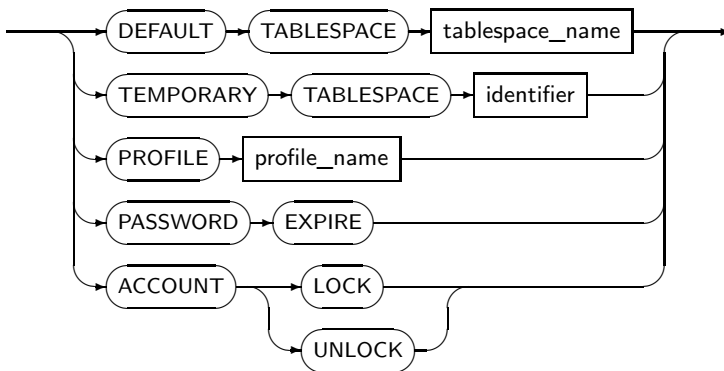 DEFAULT TABLESPACE tablespace_name
TEMPORARY TABLESPACE identifier
PROFILE profile_name
PASSWORD EXPIRE
ACCOUNT LOCK
UNLOCK